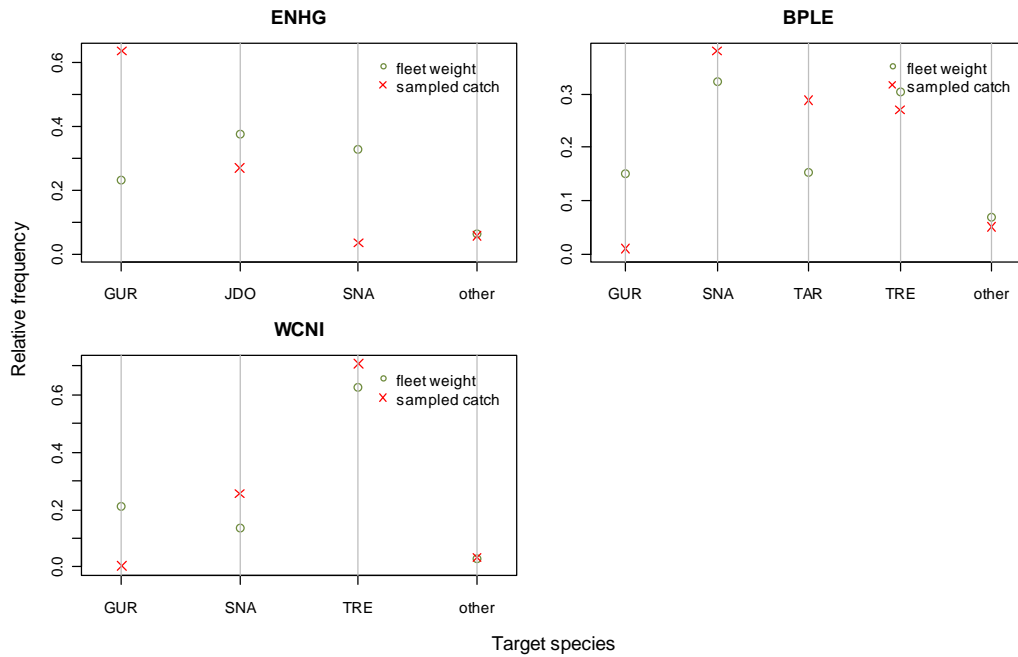 ENHG
fleet weight
sampled catch
0.0
0.2
0.4
0.6
GUR JDO SNA other
BPLE
fleet weight
sampled catch
0.0
0.1
0.2
0.3
GUR SNA TAR TRE other
WCNI
fleet weight
sampled catch
0.0
0.2
0.4
0.6
GUR SNA TRE other
Relative frequency
Target species